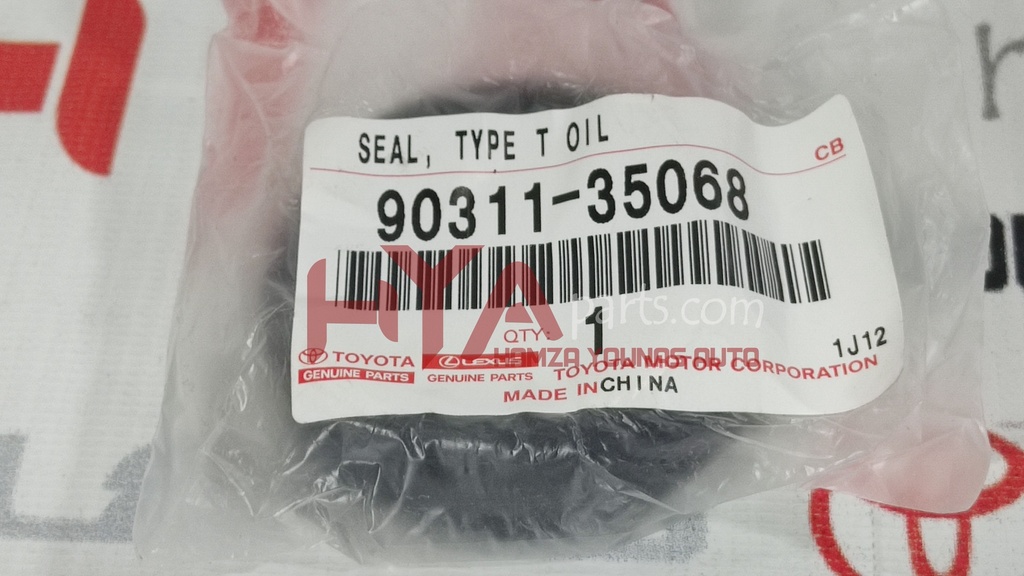 SEAL, TYPE T OIL
CB
90311-35068
HYA parts.com
QTY: 1
HAMZA YOUNAS AUTO
1J12
TOYOTA
GENUINE PARTS
LEXUS
GENUINE PARTS
TOYOTA MOTOR CORPORATION
MADE IN CHINA